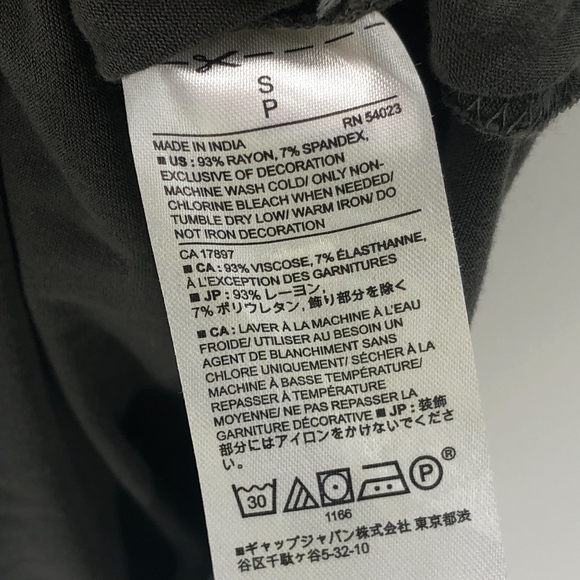 S
P
RN 54023
MADE IN INDIA
■ US : 93% RAYON, 7% SPANDEX,
EXCLUSIVE OF DECORATION
MACHINE WASH COLD/ ONLY NON-
CHLORINE BLEACH WHEN NEEDED/
TUMBLE DRY LOW/ WARM IRON/ DO
NOT IRON DECORATION
CA 17897
■ CA : 93% VISCOSE, 7% ÉLASTHANNE,
À L'EXCEPTION DES GARNITURES
■ JP : 93% レーヨン,
7% ポリウレタン, 飾り部分を除く
■ CA : LAVER À LA MACHINE À L'EAU
FROIDE/ UTILISER AU BESOIN UN
AGENT DE BLANCHIMENT SANS
CHLORE UNIQUEMENT/ SÉCHER À LA
MACHINE À BASSE TEMPÉRATURE/
REPASSER À TEMPÉRATURE
MOYENNE/ NE PAS REPASSER LA
GARNITURE DÉCORATIVE ■ JP : 装飾
部分にはアイロンをかけないでくださ
い。
30 P ®
1166
■ギャップジャパン株式会社 東京都渋
谷区千駄ヶ谷5-32-10